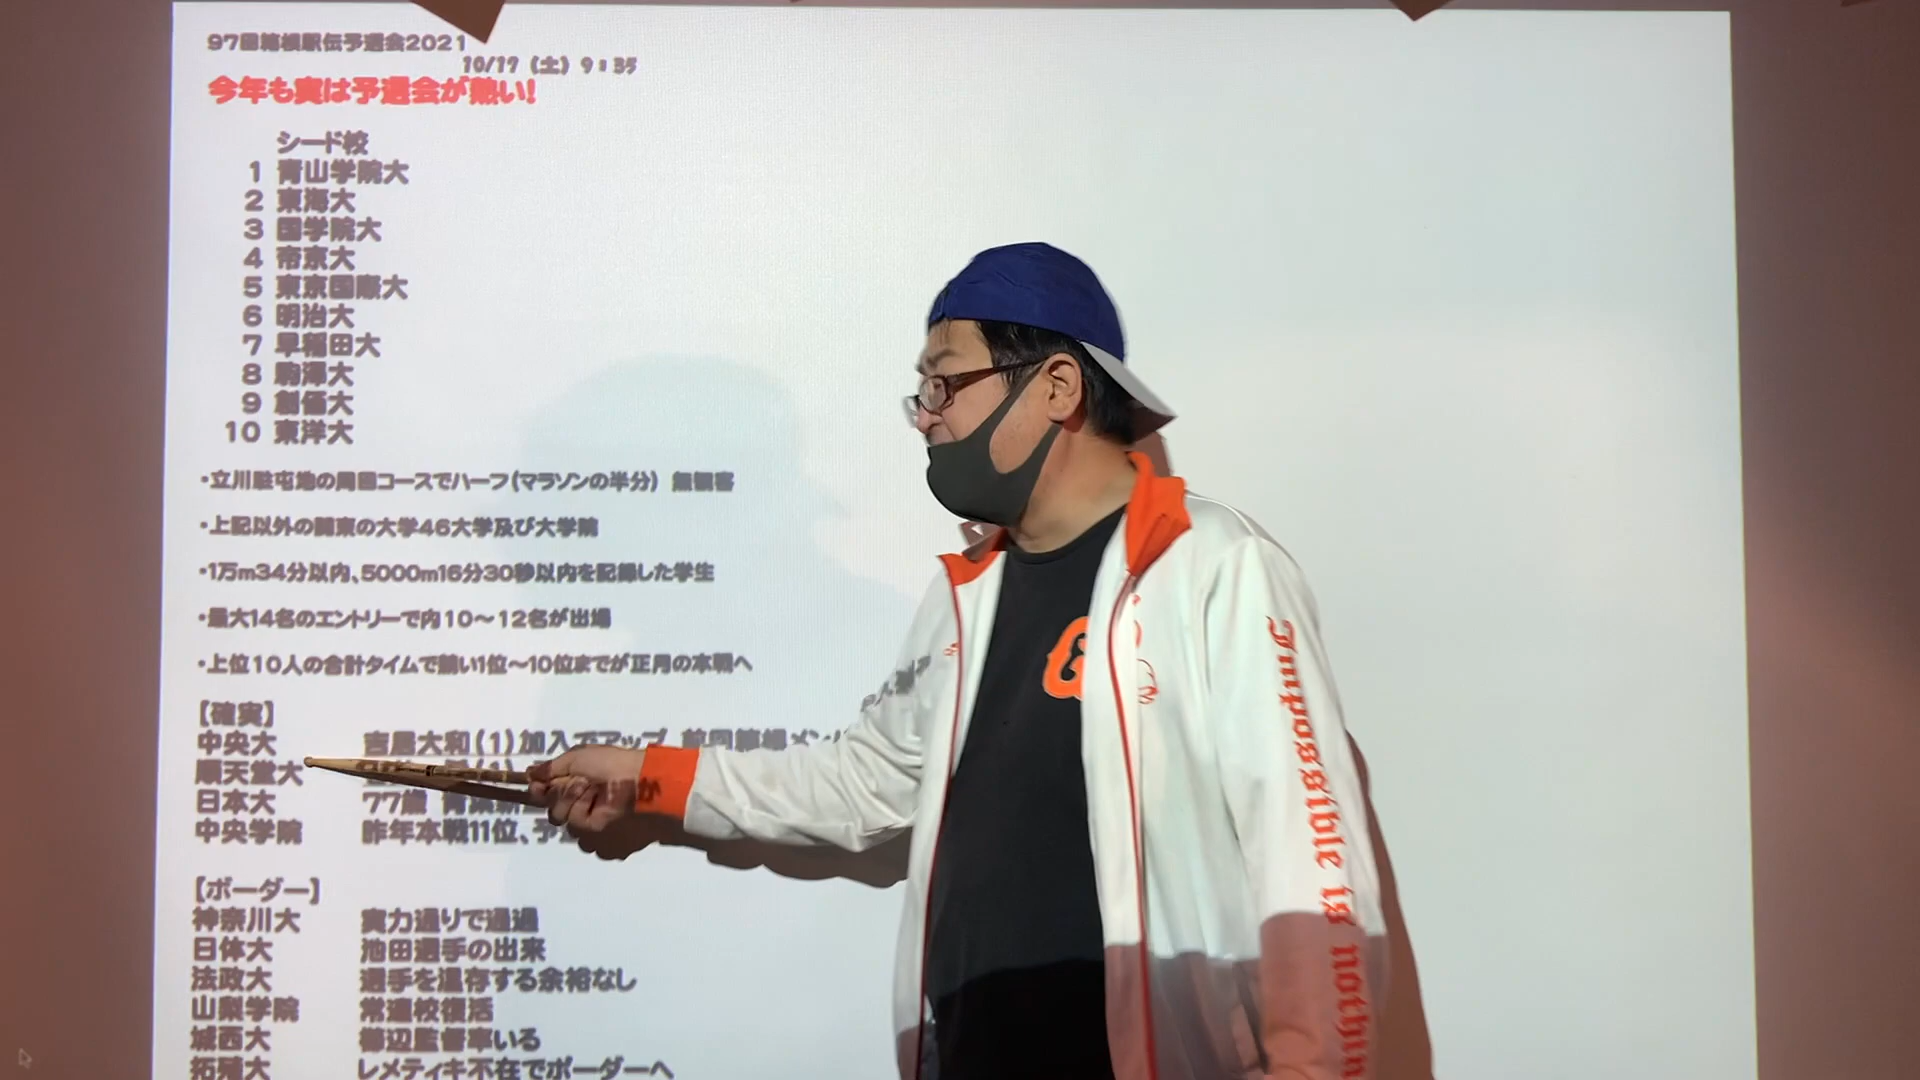 97回箱根駅伝予選会2021
10/17（土）9：35
今年も実は予選会が熱い！
シード校
1 青山学院大
2 東海大
3 国学院大
4 帝京大
5 東京国際大
6 明治大
7 早稲田大
8 駒澤大
9 創価大
10 東洋大
・立川駐屯地の周回コースでハーフ（マラソンの半分） 無観客
・上記以外の関東の大学46大学及び大学院
・1万m34分以内、5000m16分30秒以内を記録した学生
・最大14名のエントリーで内10～12名が出場
・上位10人の合計タイムで競い1位～10位までが正月の本戦へ
【確実】
中央大 吉居大和（1）加入でアップ 前回箱根メンバ
順天堂大
日本大 77歳 青葉新
中央学院 昨年本戦11位、予
【ボーダー】
神奈川大 実力通りで通過
日体大 池田選手の出来
法政大 選手を温存する余裕なし
山梨学院 常連校復活
城西大 櫛辺監督率いる
拓殖大 レメティキ不在でボーダーへ
G
Impossible is nothin